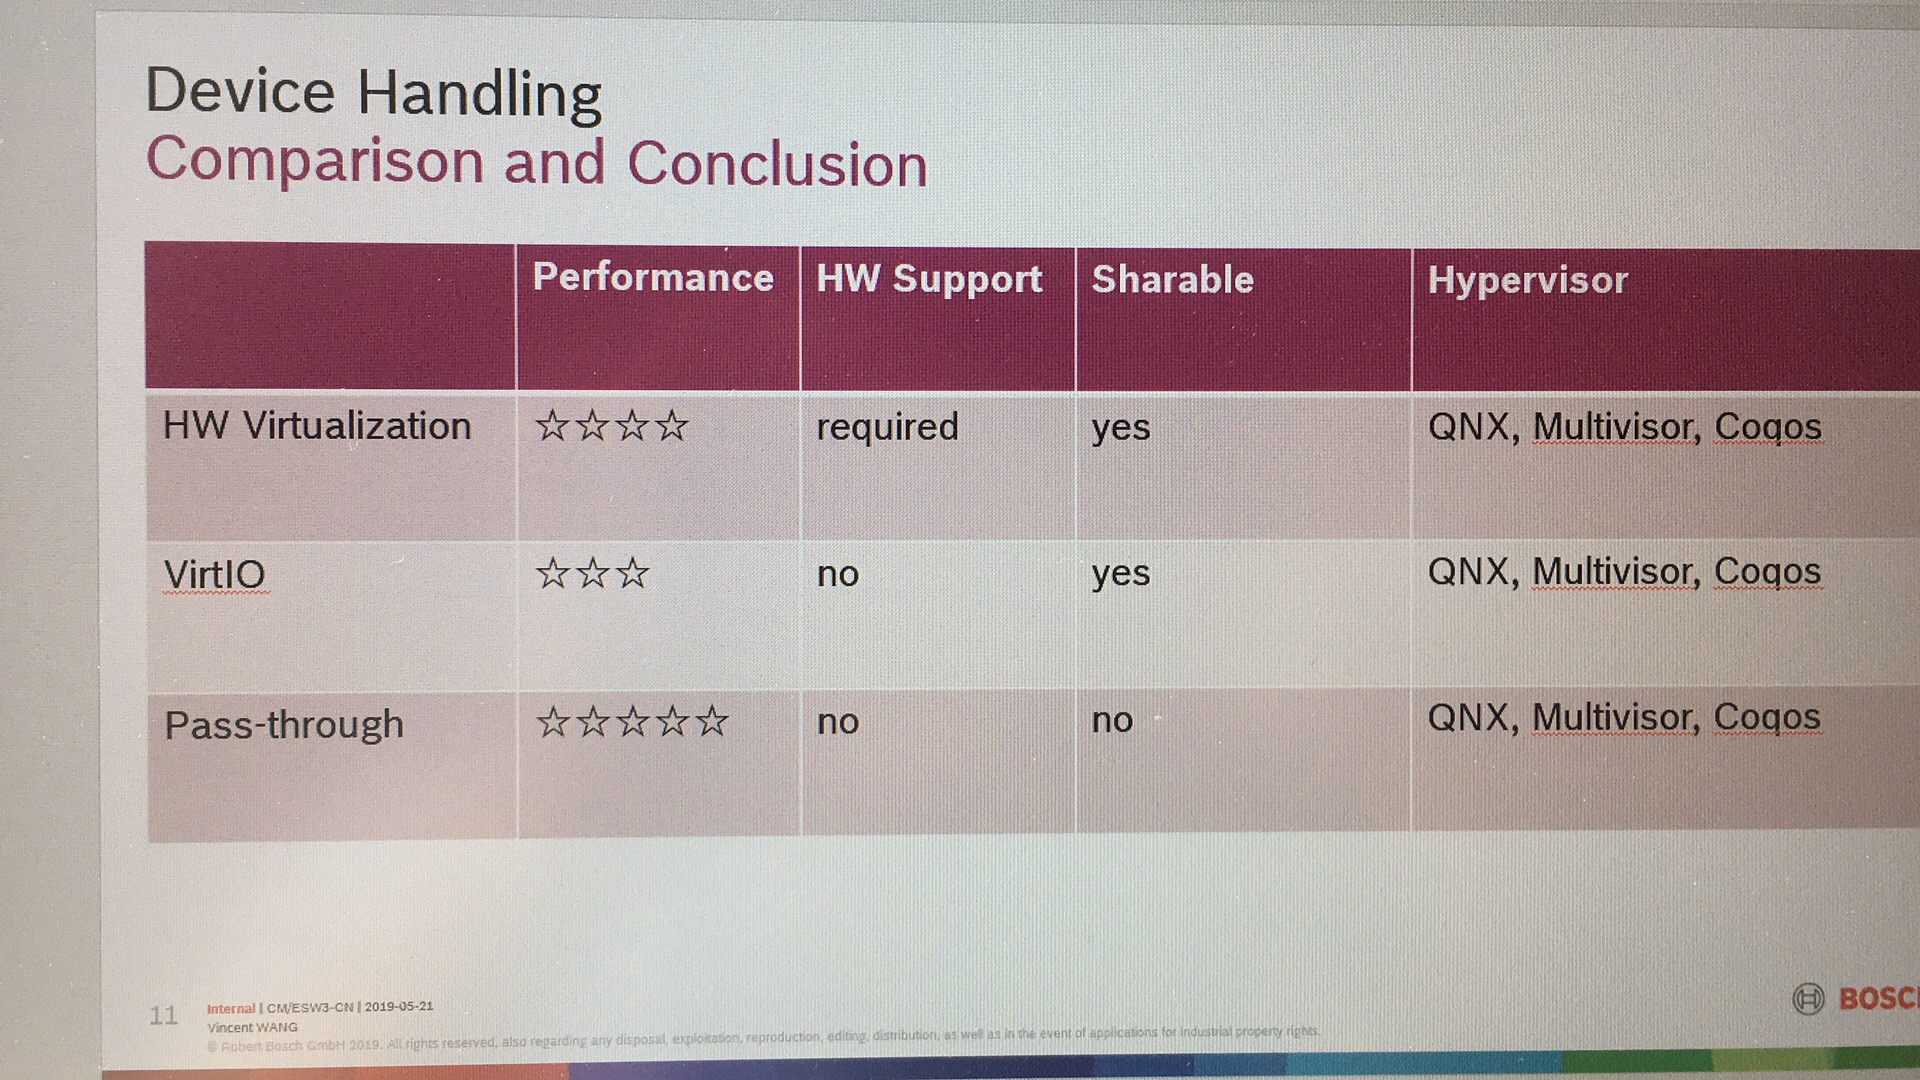 Device Handling
Comparison and Conclusion
Performance HW Support Sharable Hypervisor
HW Virtualization ☆☆☆☆ required yes QNX, Multivisor, Coqos
VirtIO ☆☆☆ no yes QNX, Multivisor, Coqos
Pass-through ☆☆☆☆☆ no no QNX, Multivisor, Coqos
11
Internal | CM/ESW3-CN | 2019-05-21
Vincent WANG
© Robert Bosch GmbH 2019. All rights reserved, also regarding any disposal, exploitation, reproduction, editing, distribution, as well as in the event of applications for industrial property rights.
BOSC